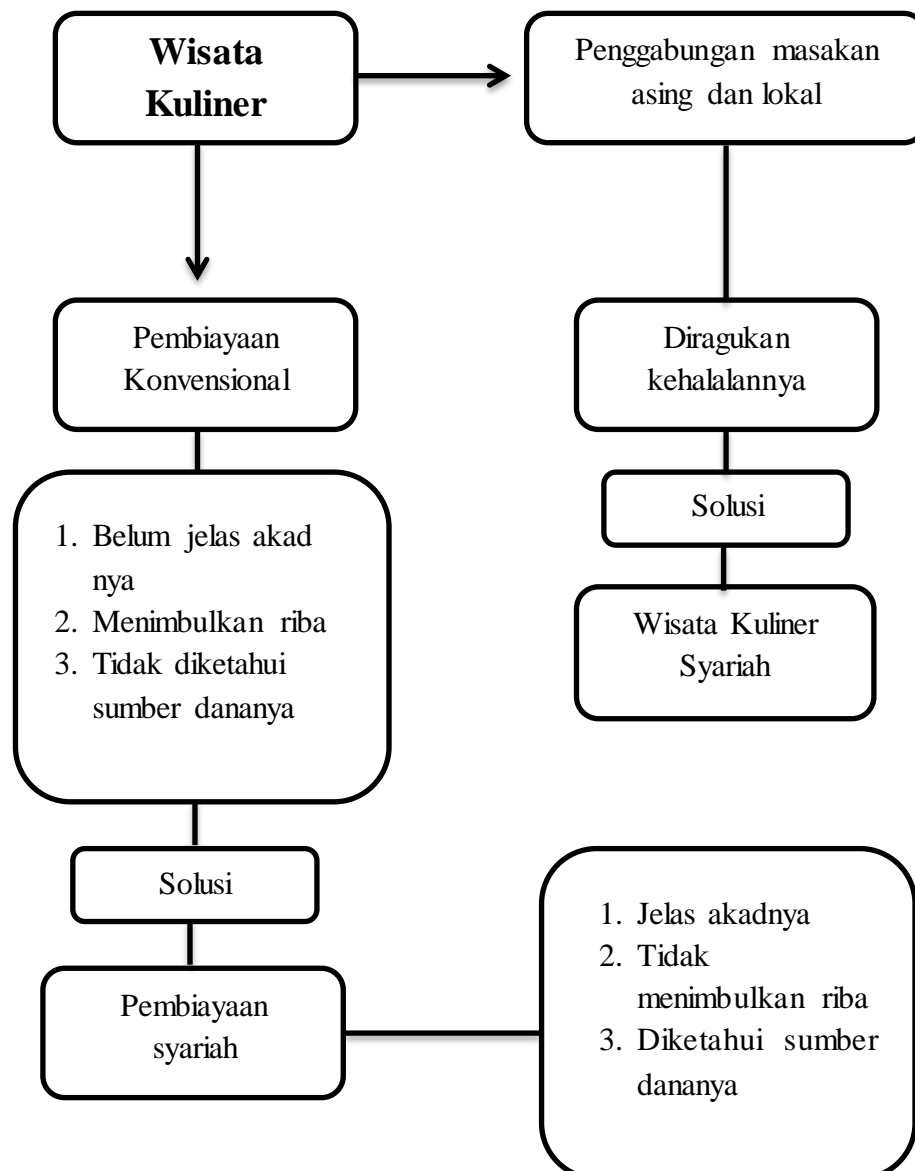 Wisata
Kuliner
Penggabungan masakan
asing dan lokal
Pembiayaan
Konvensional
Diragukan
kehalalannya
1. Belum jelas akad
nya
2. Menimbulkan riba
3. Tidak diketahui
sumber dananya
Solusi
Wisata Kuliner
Syariah
Solusi
Pembiayaan
syariah
1. Jelas akadnya
2. Tidak
menimbulkan riba
3. Diketahui sumber
dananya